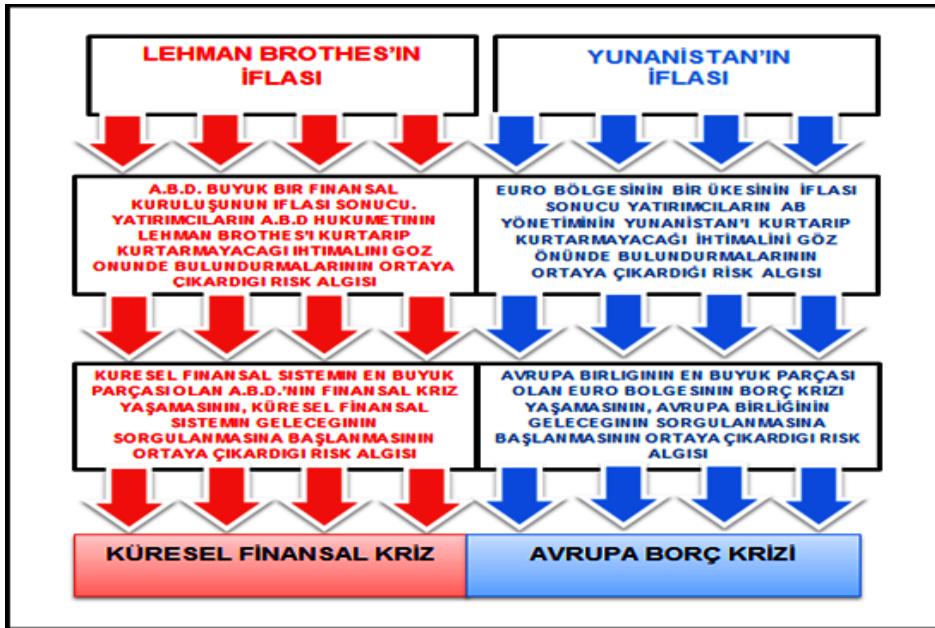 LEHMAN BROTHES’IN
İFLASI
YUNANİSTAN’IN
İFLASI
A.B.D. BUYUK BIR FINANSAL
KURULUŞUNUN IFLASI SONUCU.
YATIRIMCILARIN A.B.D HUKUMETININ
LEHMAN BROTHES’I KURTARIP
KURTARMAYACAGI IHTIMALINI GOZ
ONUNDE BULUNDURMALARININ ORTAYA
ÇIKARDIGI RISK ALGISI
EURO BÖLGESİNİN BİR ÜKESİNİN İFLASI
SONUCU YATIRIMCILARIN AB
YÖNETİMİNİN YUNANİSTAN’I KURTARIP
KURTARMAYACAĞI İHTİMALİNİ GÖZ
ÖNÜNDE BULUNDURMALARININ
ORTAYA ÇIKARDIĞI RİSK ALGISI
KURESEL FINANSAL SISTEMIN EN BUYUK
PARÇASI OLAN A.B.D.’NIN FINANSAL KRIZ
YAŞAMASININ, KÜRESEL FINANSAL
SISTEMIN GELECEGININ
SORGULANMASINA BAŞLANMASININ
ORTAYA ÇIKARDIGI RISK ALGISI
AVRUPA BIRLIGININ EN BUYUK PARÇASI
OLAN EURO BOLGESININ BORÇ KRIZI
YAŞAMASININ, AVRUPA BİRLİĞİNİN
GELECEGININ SORGULANMASINA
BAŞLANMASININ ORTAYA ÇIKARDIGI RISK
ALGISI
KÜRESEL FİNANSAL KRİZ
AVRUPA BORÇ KRİZİ